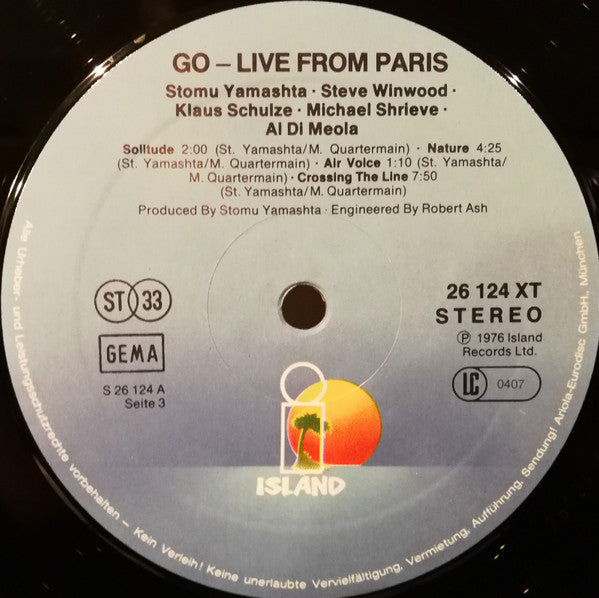 GO – LIVE FROM PARIS
Stomu Yamashta · Steve Winwood ·
Klaus Schulze · Michael Shrieve ·
Al Di Meola
Solitude 2:00 (St. Yamashta/M. Quartermain) · Nature 4:25
(St. Yamashta/M. Quartermain) · Air Voice 1:10 (St. Yamashta/
M. Quartermain) · Crossing The Line 7:50
(St. Yamashta/M. Quartermain)
Produced By Stomu Yamashta · Engineered By Robert Ash
ST 33
GEMA
S 26 124 A
Seite 3
26 124 XT
STEREO
Ⓟ 1976 Island
Records Ltd.
LC 0407
ISLAND
Alle Urheber- und Leistungsschutzrechte vorbehalten – Kein Verleih! Keine unerlaubte Vervielfältigung, Vermietung, Aufführung, Sendung! Ariola-Eurodisc GmbH., München